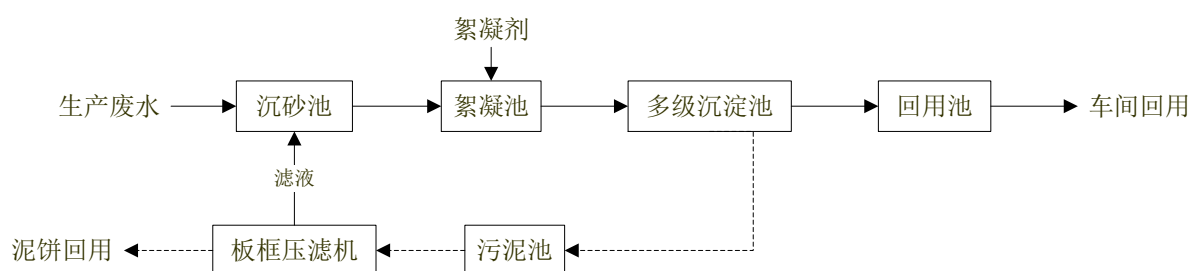 絮凝剂
生产废水
沉砂池
絮凝池
多级沉淀池
回用池
车间回用
滤液
泥饼回用
板框压滤机
污泥池